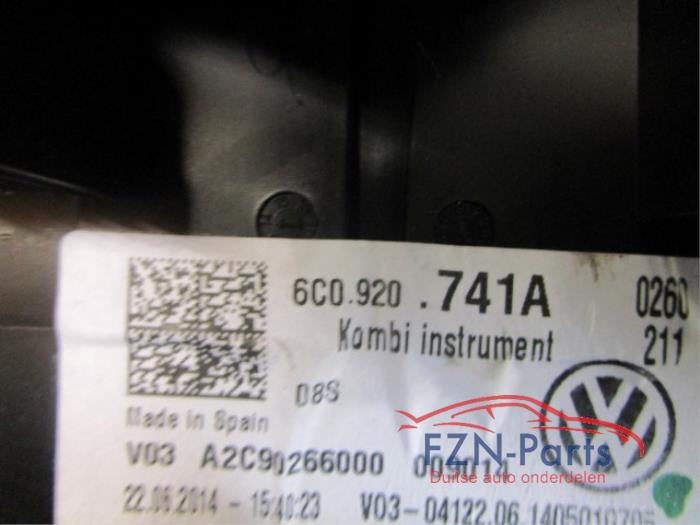 6C0.920 .741A 0260
Kombi instrument 211
08S
Made in Spain
V03 A2C90266000
FZN-Parts
Duitse auto onderdelen
22.06.2014 - 15:40:23